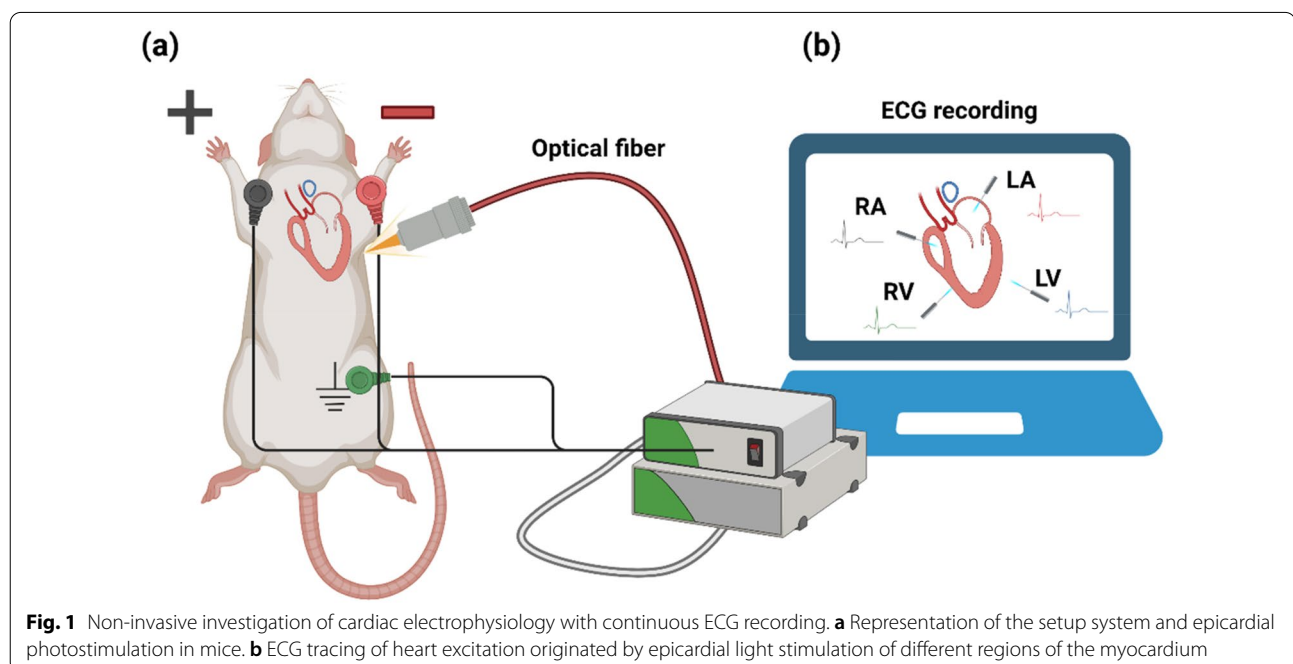 (a)
(b)
ECG recording
Optical fiber
LA
RA
LV
RV
Fig. 1 Non-invasive investigation of cardiac electrophysiology with continuous ECG recording. a Representation of the setup system and epicardial
photostimulation in mice. b ECG tracing of heart excitation originated by epicardial light stimulation of different regions of the myocardium